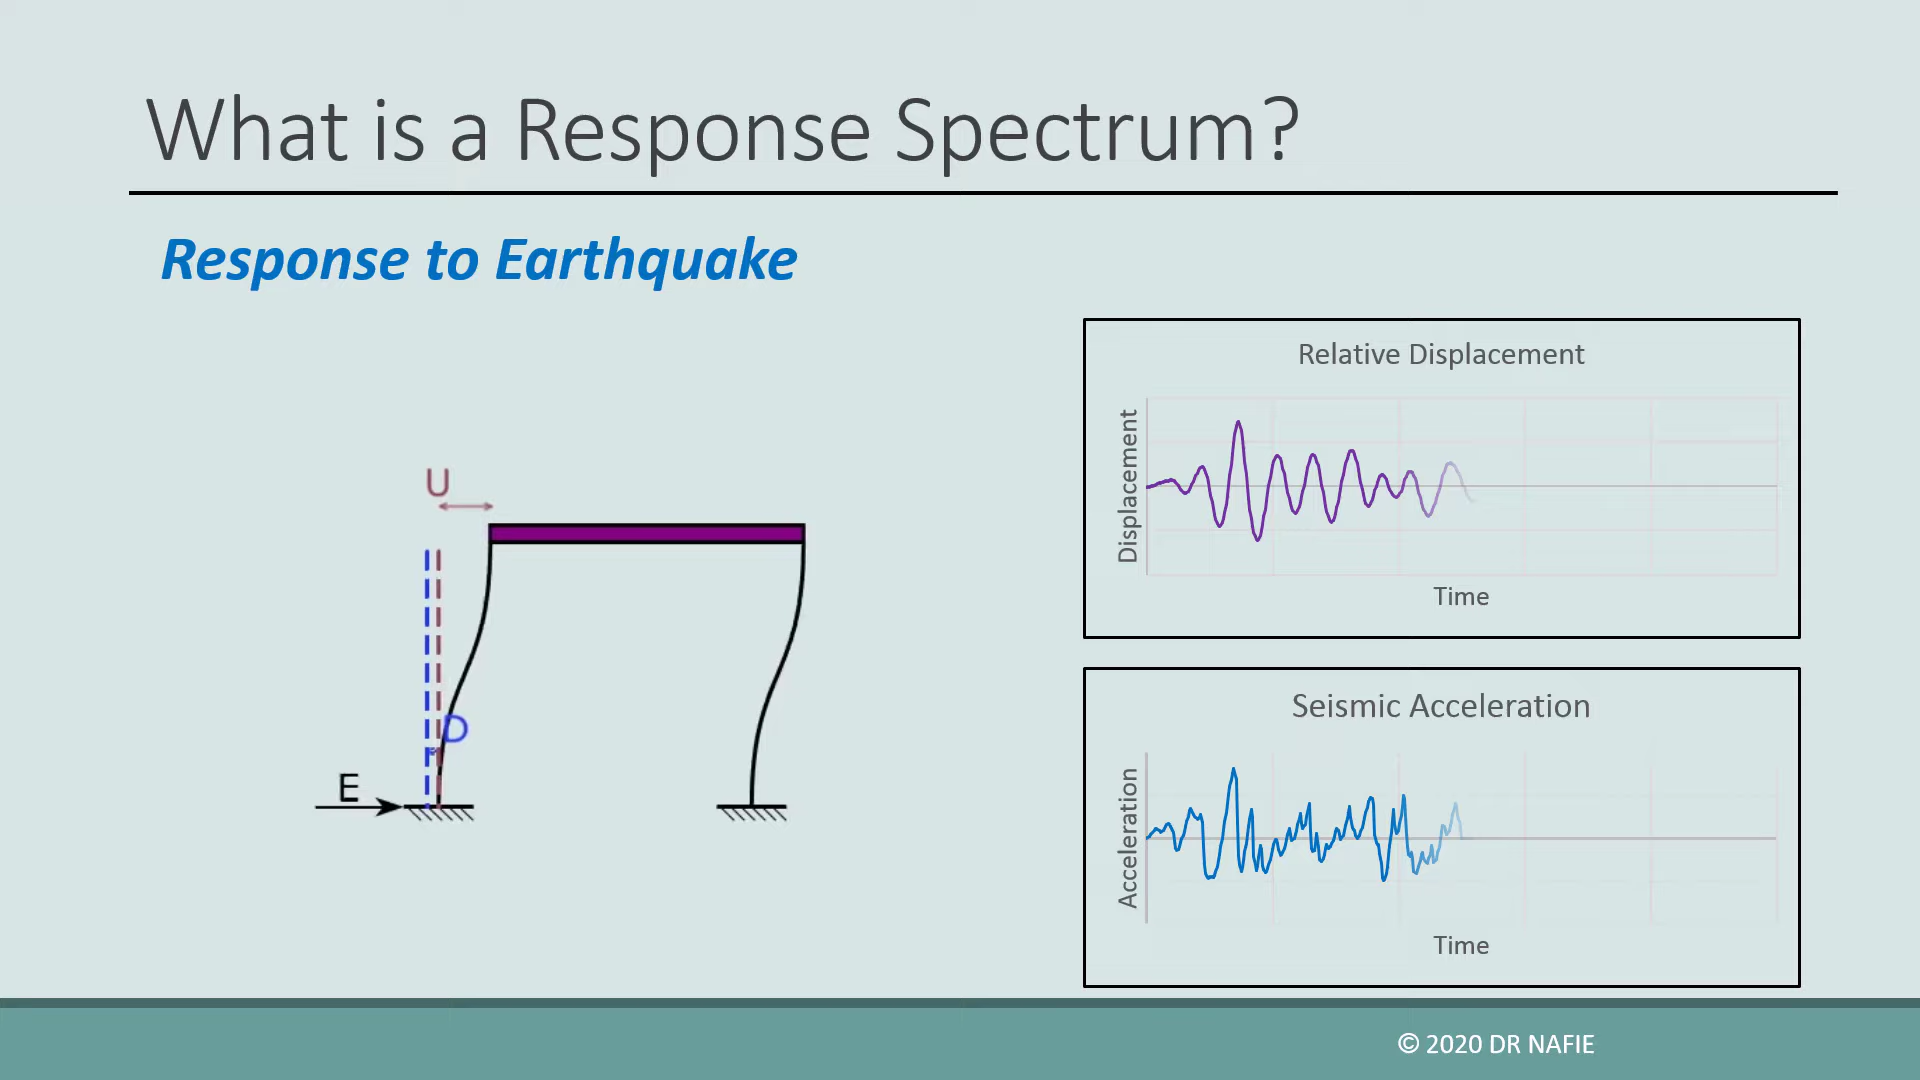 What is a Response Spectrum?
Response to Earthquake
U
D
E
Relative Displacement
Displacement
Time
Seismic Acceleration
Acceleration
Time
© 2020 DR NAFIE